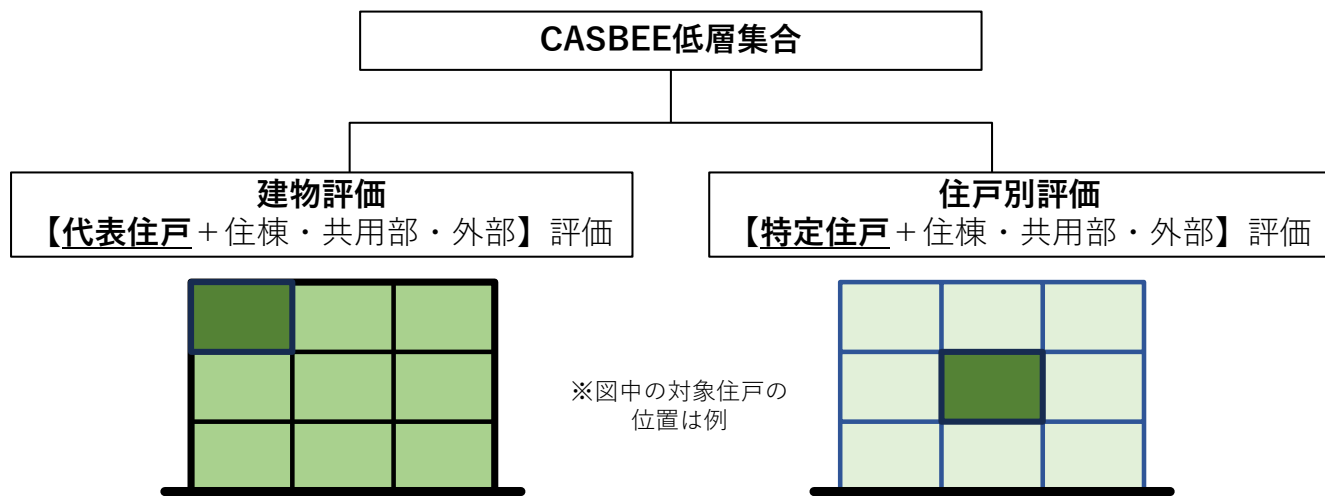 CASBEE低層集合
建物評価
【代表住戸＋住棟・共用部・外部】評価
住戸別評価
【特定住戸＋住棟・共用部・外部】評価
※図中の対象住戸の
位置は例